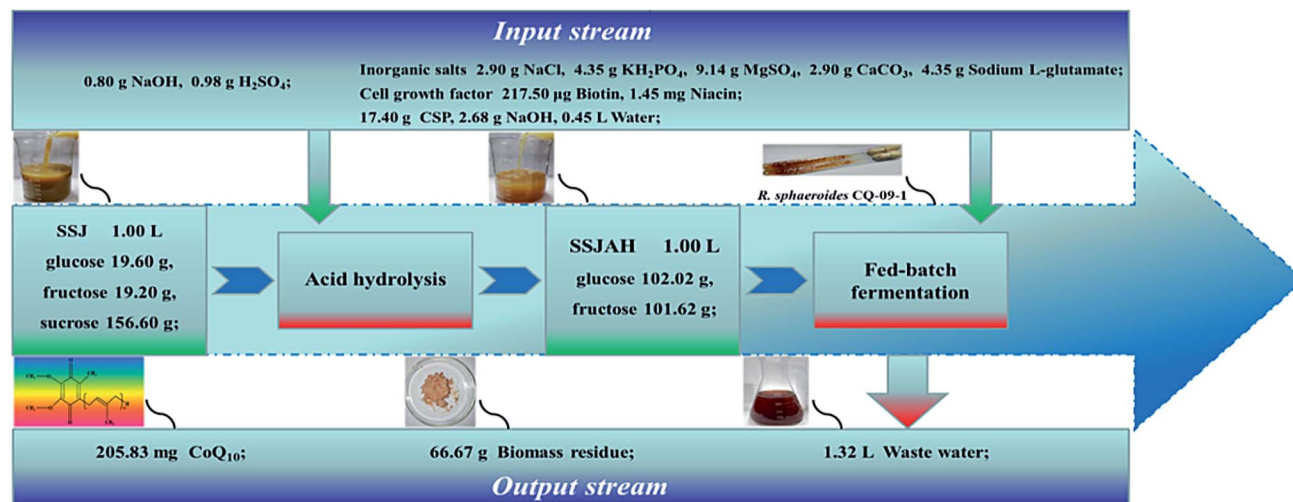 Input stream
0.80 g NaOH, 0.98 g H₂SO₄;
Inorganic salts 2.90 g NaCl, 4.35 g KH₂PO₄, 9.14 g MgSO₄, 2.90 g CaCO₃, 4.35 g Sodium L-glutamate;
Cell growth factor 217.50 μg Biotin, 1.45 mg Niacin;
17.40 g CSP, 2.68 g NaOH, 0.45 L Water;
R. sphaeroides CQ-09-1
SSJ 1.00 L
glucose 19.60 g,
fructose 19.20 g,
sucrose 156.60 g;
Acid hydrolysis
SSJAH 1.00 L
glucose 102.02 g,
fructose 101.62 g;
Fed-batch
fermentation
205.83 mg CoQ₁₀;
66.67 g Biomass residue;
1.32 L Waste water;
Output stream